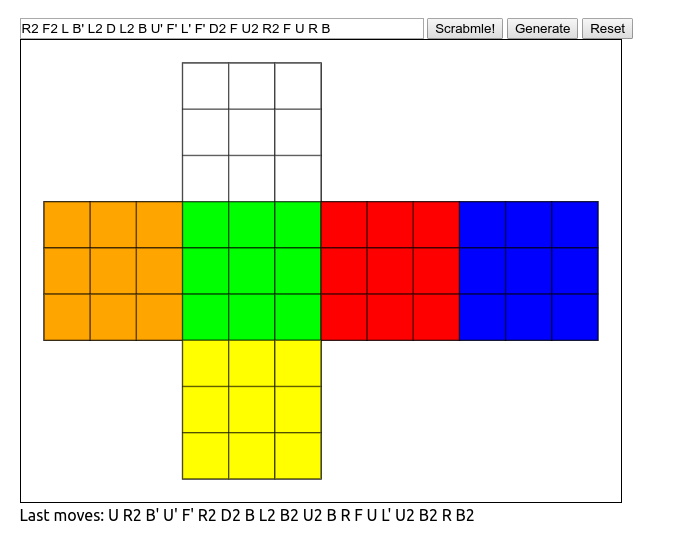 R2 F2 L B' L2 D L2 B U' F' L' F' D2 F U2 R2 F U R B Scrabmle! Generate Reset
Last moves: U R2 B' U' F' R2 D2 B L2 B2 U2 B R F U L' U2 B2 R B2